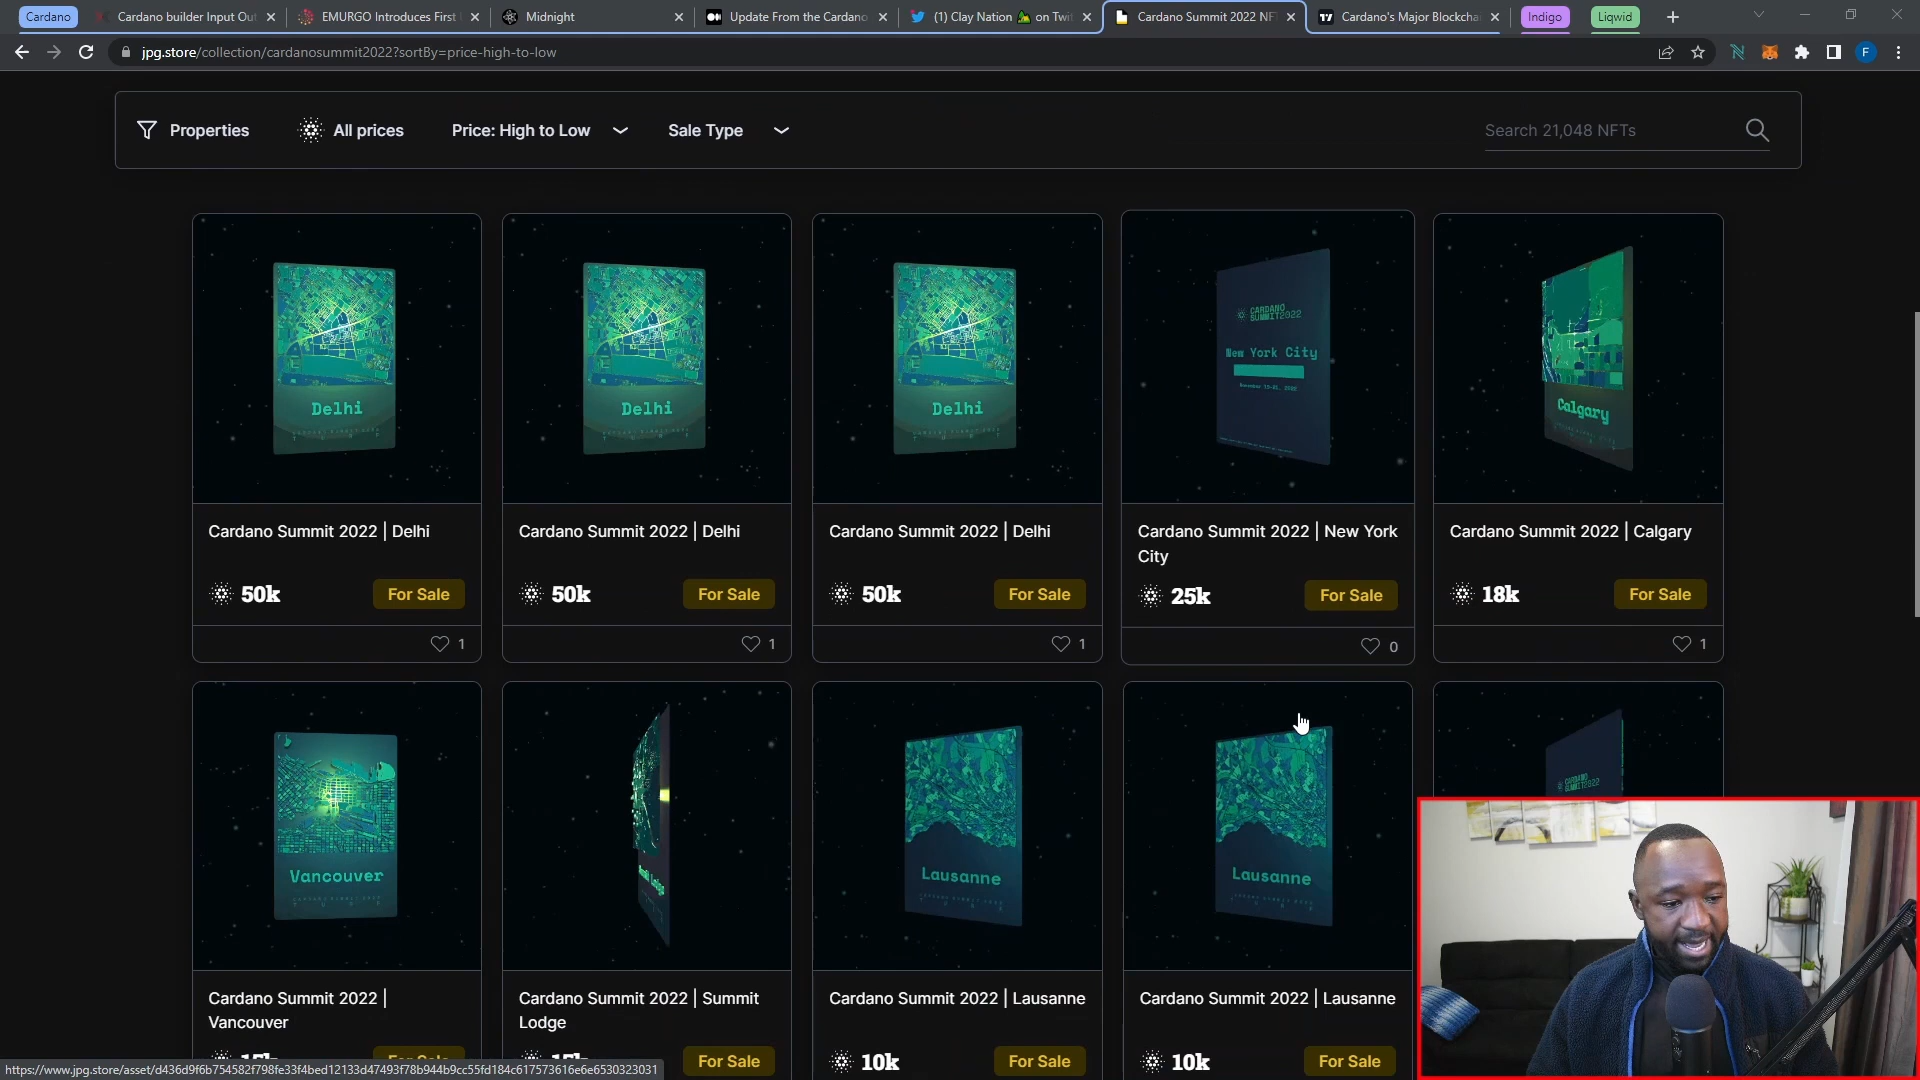 Cardano
Cardano builder Input Ou
EMURGO Introduces First
Midnight
Update From the Cardano
(1) Clay Nation on Twi
Cardano Summit 2022 NF
Cardano's Major Blockcha
Indigo
Liqwid
jpg.store/collection/cardanosummit2022?sortBy=price-high-to-low
F
Properties
All prices
Price: High to Low
Sale Type
Search 21,048 NFTs
Delhi
Delhi
Delhi
CARDANO
SUMMIT2022
New York City
Calgary
Cardano Summit 2022 | Delhi
Cardano Summit 2022 | Delhi
Cardano Summit 2022 | Delhi
Cardano Summit 2022 | New York
City
Cardano Summit 2022 | Calgary
50k For Sale
50k For Sale
50k For Sale
25k For Sale
18k For Sale
1
1
1
0
1
Vancouver
Lausanne
Lausanne
CARDANO
SUMMIT2022
Cardano Summit 2022 |
Vancouver
Cardano Summit 2022 | Summit
Lodge
Cardano Summit 2022 | Lausanne
Cardano Summit 2022 | Lausanne
15k For Sale
15k For Sale
10k For Sale
10k For Sale
https://www.jpg.store/asset/d436d9f6b754582f798fe33f4bed12133d47493f78b944b9cc55fd184c617573616e6e6530323031